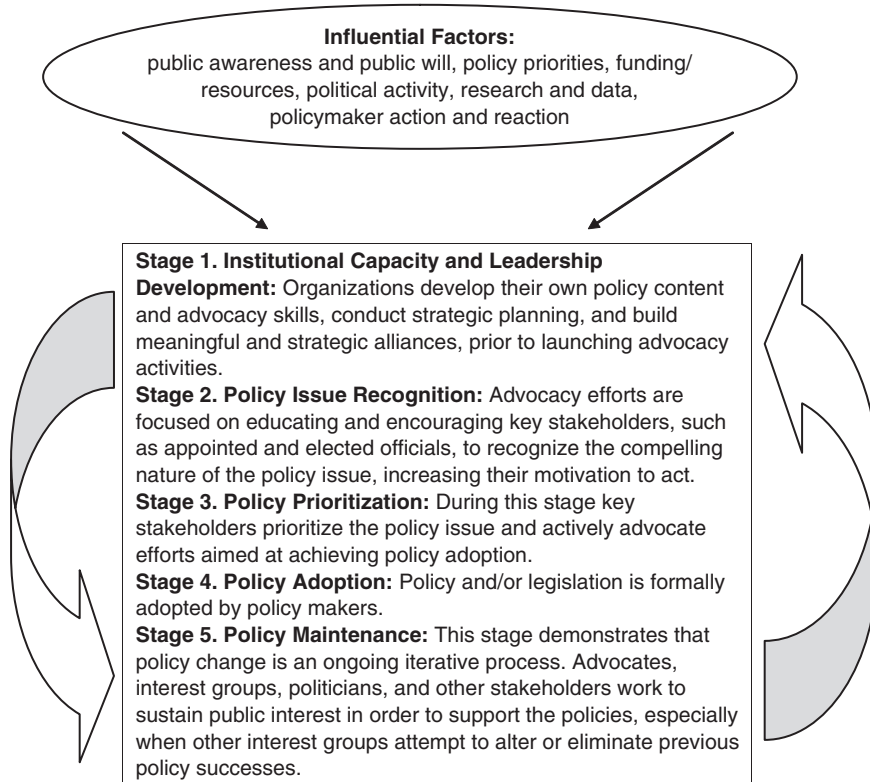 Influential Factors:
public awareness and public will, policy priorities, funding/
resources, political activity, research and data,
policymaker action and reaction
Stage 1. Institutional Capacity and Leadership
Development: Organizations develop their own policy content
and advocacy skills, conduct strategic planning, and build
meaningful and strategic alliances, prior to launching advocacy
activities.
Stage 2. Policy Issue Recognition: Advocacy efforts are
focused on educating and encouraging key stakeholders, such
as appointed and elected officials, to recognize the compelling
nature of the policy issue, increasing their motivation to act.
Stage 3. Policy Prioritization: During this stage key
stakeholders prioritize the policy issue and actively advocate
efforts aimed at achieving policy adoption.
Stage 4. Policy Adoption: Policy and/or legislation is formally
adopted by policy makers.
Stage 5. Policy Maintenance: This stage demonstrates that
policy change is an ongoing iterative process. Advocates,
interest groups, politicians, and other stakeholders work to
sustain public interest in order to support the policies, especially
when other interest groups attempt to alter or eliminate previous
policy successes.